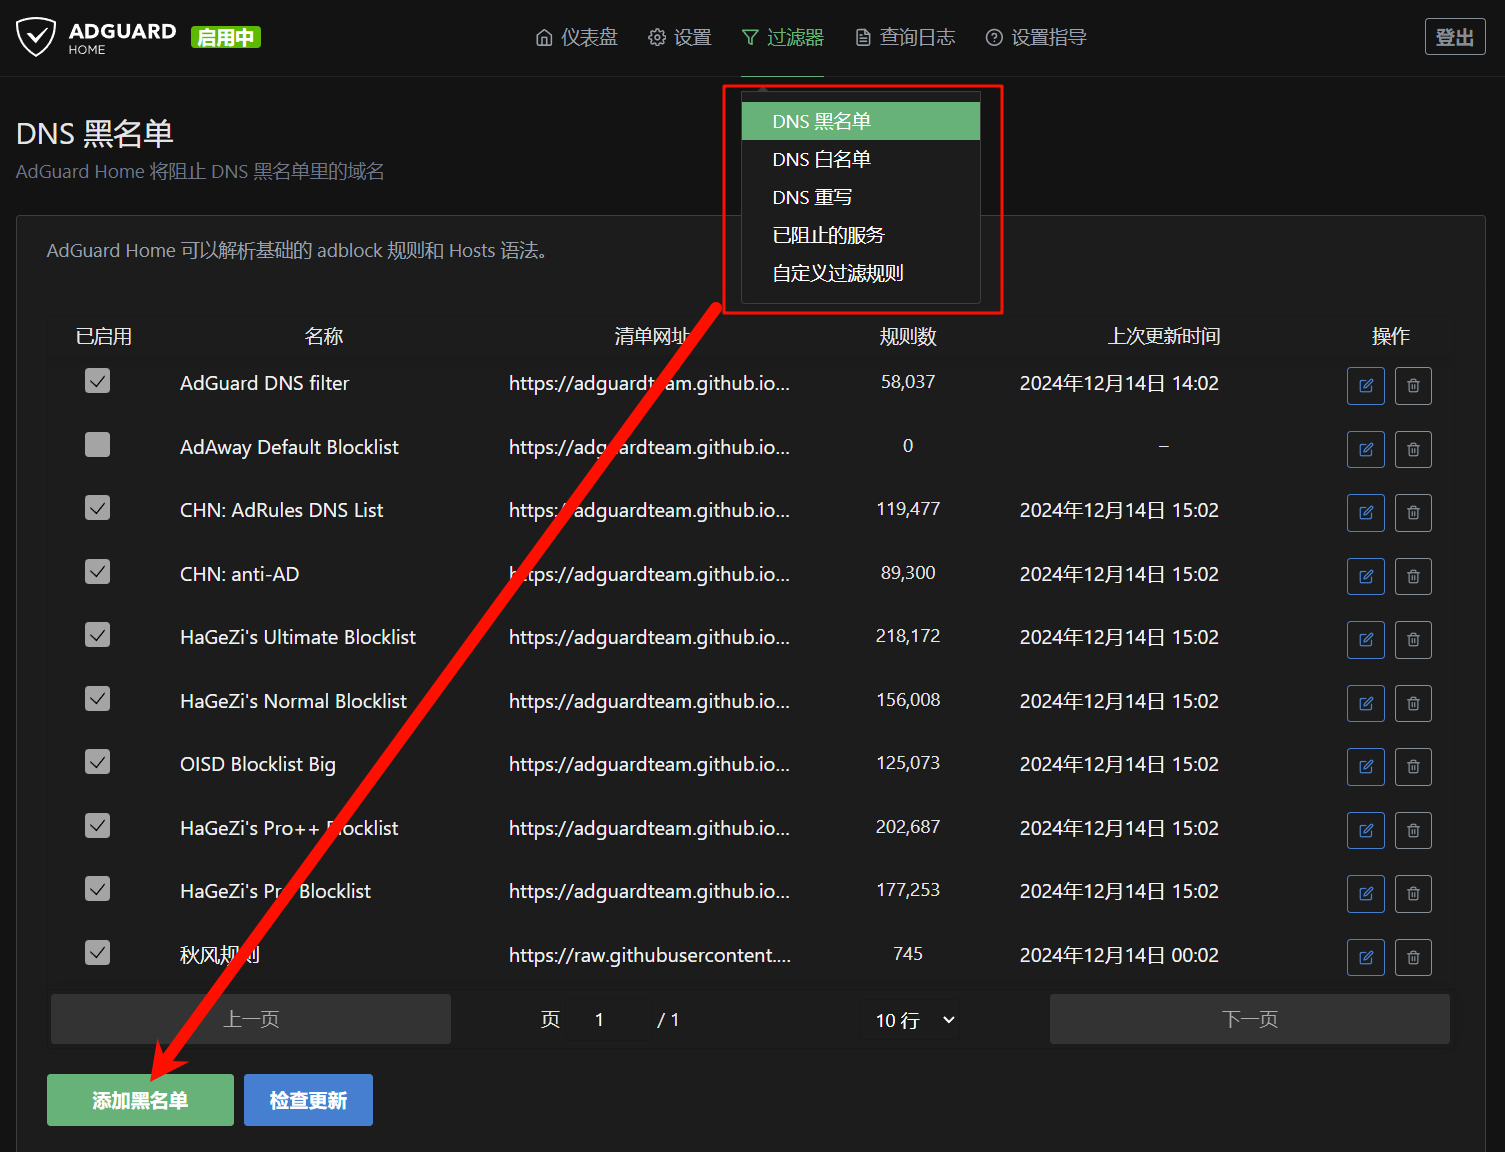 ADGUARD
HOME
启用中
仪表盘
设置
过滤器
查询日志
设置指导
登出
DNS 黑名单
DNS 白名单
DNS 重写
已阻止的服务
自定义过滤规则
DNS 黑名单
AdGuard Home 将阻止 DNS 黑名单里的域名
AdGuard Home 可以解析基础的 adblock 规则和 Hosts 语法。
已启用 名称 清单网址 规则数 上次更新时间 操作
AdGuard DNS filter https://adguardteam.github.io... 58,037 2024年12月14日 14:02
AdAway Default Blocklist https://adguardteam.github.io... 0 –
CHN: AdRules DNS List https://adguardteam.github.io... 119,477 2024年12月14日 15:02
CHN: anti-AD https://adguardteam.github.io... 89,300 2024年12月14日 15:02
HaGeZi's Ultimate Blocklist https://adguardteam.github.io... 218,172 2024年12月14日 15:02
HaGeZi's Normal Blocklist https://adguardteam.github.io... 156,008 2024年12月14日 15:02
OISD Blocklist Big https://adguardteam.github.io... 125,073 2024年12月14日 15:02
HaGeZi's Pro++ Blocklist https://adguardteam.github.io... 202,687 2024年12月14日 15:02
HaGeZi's Pro Blocklist https://adguardteam.github.io... 177,253 2024年12月14日 15:02
秋风规则 https://raw.githubusercontent.... 745 2024年12月14日 00:02
上一页 页 1 / 1 10 行 下一页
添加黑名单 检查更新